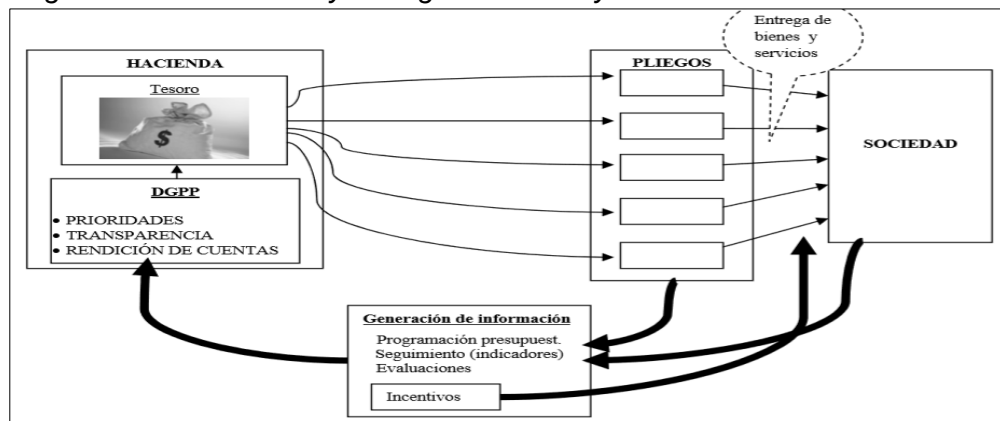 HACIENDA
Tesoro
$
DGPP
• PRIORIDADES
• TRANSPARENCIA
• RENDICIÓN DE CUENTAS
PLIEGOS
Entrega de
bienes y
servicios
SOCIEDAD
Generación de información
Programación presupuest.
Seguimiento (indicadores)
Evaluaciones
Incentivos